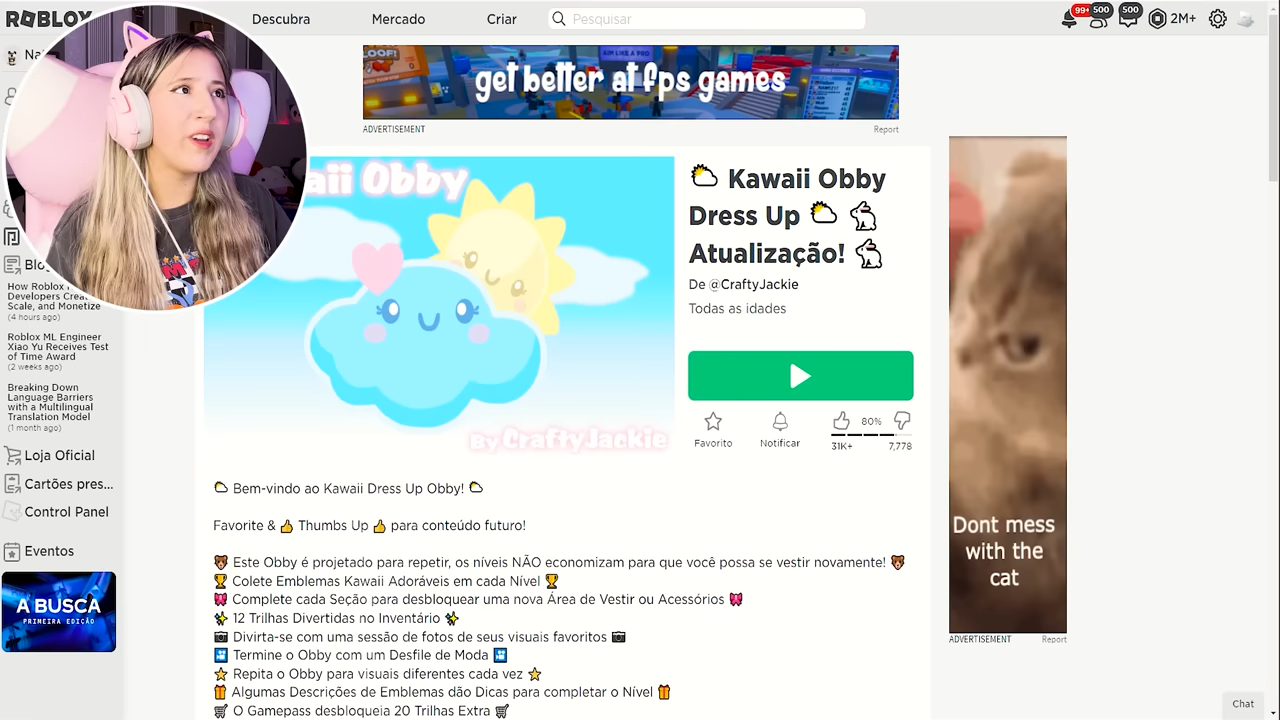 ROBLOX
Descubra
Mercado
Criar
Pesquisar
99+
500
500
2M+
AIM LIKE A PRO
get better at fps games
ADVERTISEMENT
Report
How Roblox
Developers
Scale, and Monetize
(4 hours ago)
Roblox ML Engineer
Xiao Yu Receives Test
of Time Award
(2 weeks ago)
Breaking Down
Language Barriers
with a Multilingual
Translation Model
(1 month ago)
Loja Oficial
Cartões pres...
Control Panel
Eventos
A BUSCA
PRIMEIRA EDIÇÃO
Obby
By CraftyJackie
🌤 Kawaii Obby
Dress Up 🌤 🐇
Atualização! 🐇
De @CraftyJackie
Todas as idades
Favorito
Notificar
80%
31K+
7,778
🌤 Bem-vindo ao Kawaii Dress Up Obby! 🌤
Favorite & 👍 Thumbs Up 👍 para conteúdo futuro!
🐻 Este Obby é projetado para repetir, os níveis NÃO economizam para que você possa se vestir novamente! 🐻
🏆 Colete Emblemas Kawaii Adoráveis em cada Nível 🏆
🎀 Complete cada Seção para desbloquear uma nova Área de Vestir ou Acessórios 🎀
✨ 12 Trilhas Divertidas no Inventário ✨
📷 Divirta-se com uma sessão de fotos de seus visuais favoritos 📷
🎦 Termine o Obby com um Desfile de Moda 🎦
⭐ Repita o Obby para visuais diferentes cada vez ⭐
🎁 Algumas Descrições de Emblemas dão Dicas para completar o Nível 🎁
🛒 O Gamepass desbloqueia 20 Trilhas Extra 🛒
Dont mess
with the
cat
ADVERTISEMENT
Report
Chat